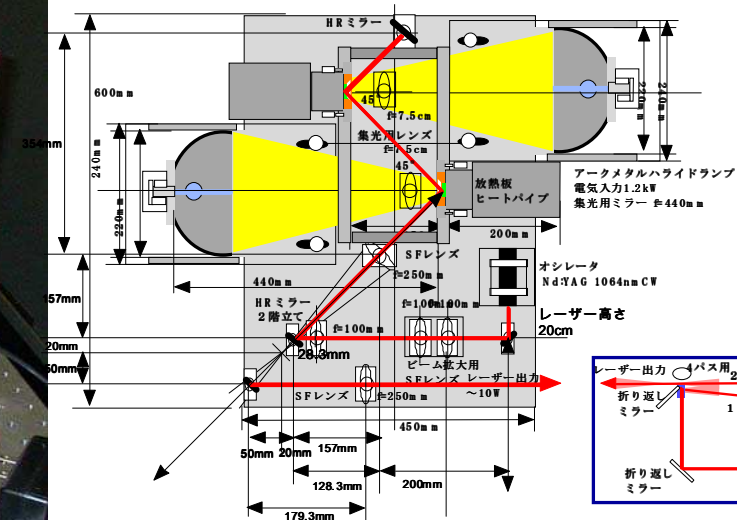 HRミラー
600mm
45°
f=7.5cm
354mm
集光用レンズ
f=7.5cm
220mm
240mm
240mm
45°
220mm
放熱板
ヒートパイプ
アークメタルハライドランプ
電気入力1.2kW
集光用ミラー f=440mm
200mm
SFレンズ
f=250mm
オシレータ
Nd:YAG 1064nm CW
440mm
157mm
HRミラー
2階立て
f=100mm
f=100mm
レーザー高さ
20cm
20mm
28.3mm
50mm
ビーム拡大用
SFレンズ
レーザー出力
～10W
SFレンズ
f=250mm
450mm
50mm
20mm
157mm
128.3mm
200mm
179.3mm
レーザー出力
4パス用
2
折り返し
ミラー
1
折り返し
ミラー